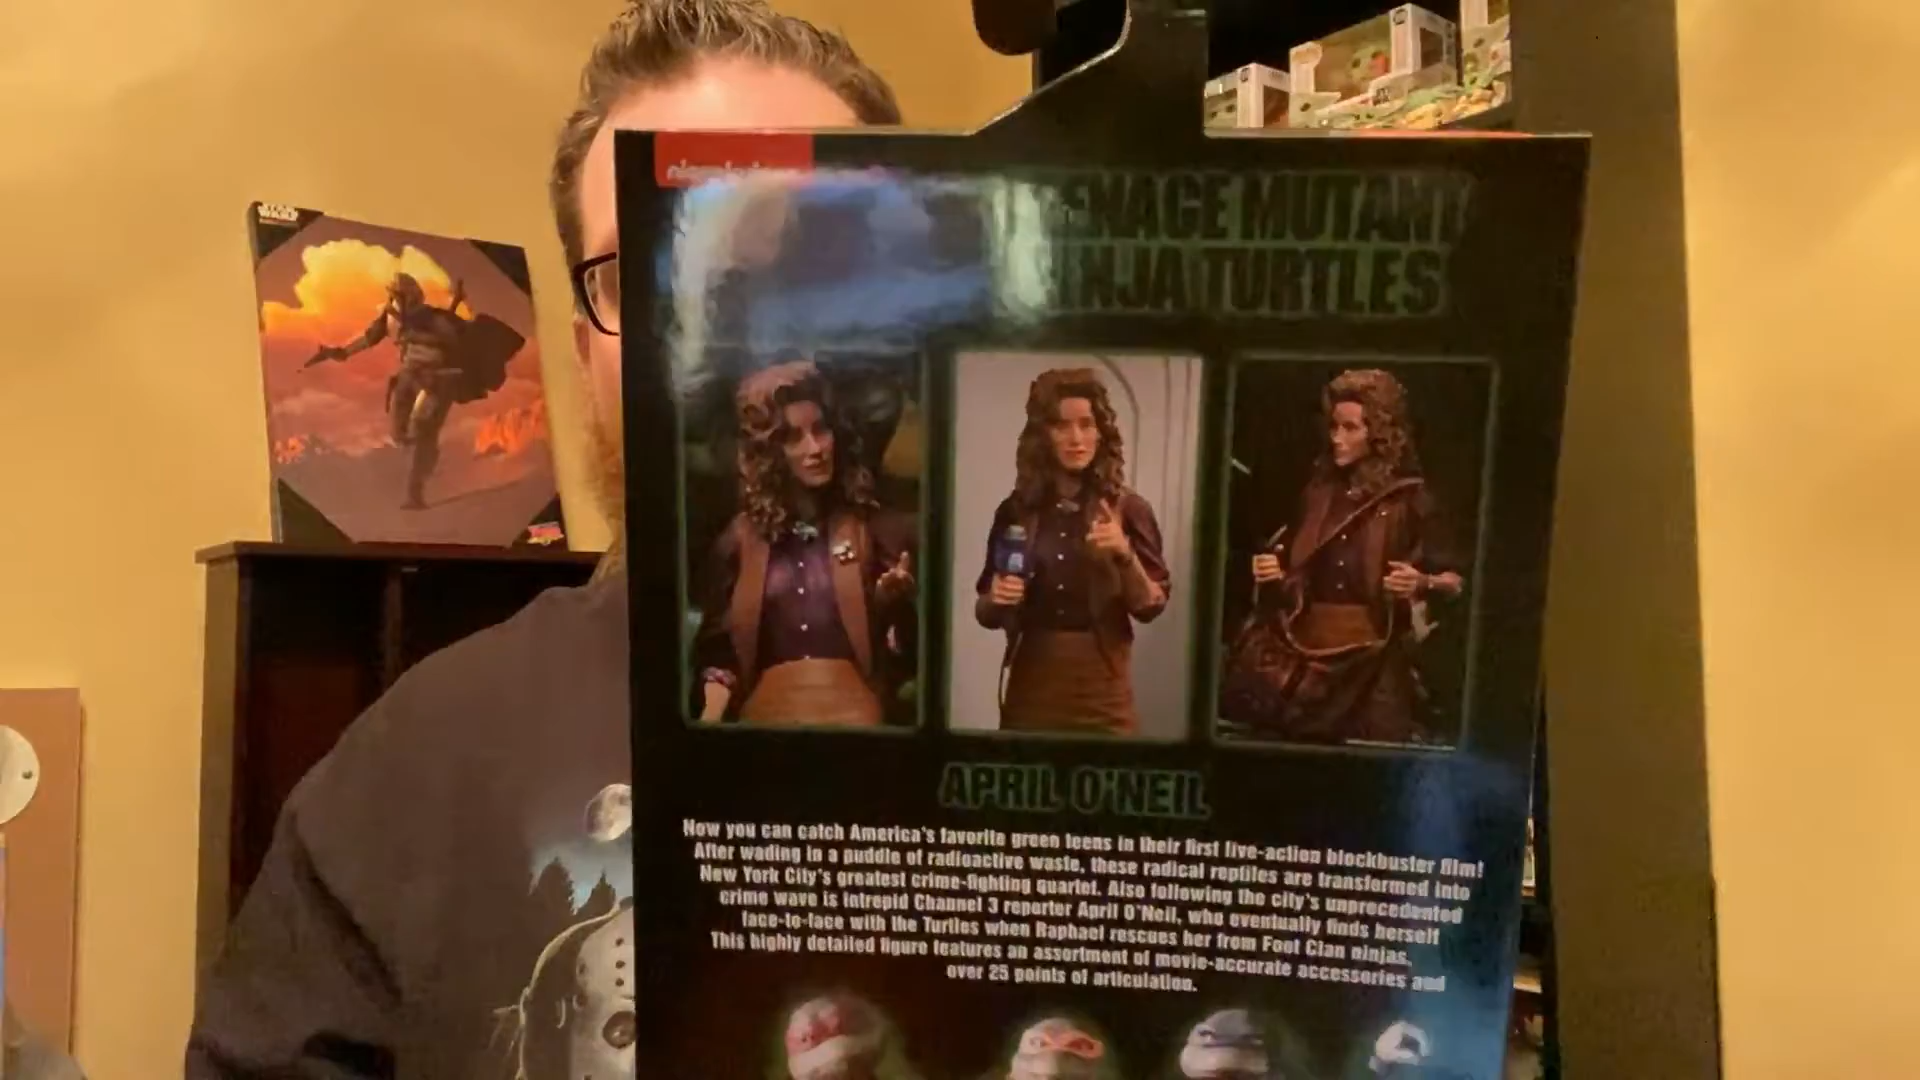 STAR
WARS
TEENAGE MUTANT
NINJA TURTLES
APRIL O'NEIL
Now you can catch America's favorite green teens in their first live-action blockbuster film!
After wading in a puddle of radioactive waste, these radical reptiles are transformed into
New York City's greatest crime-fighting quartet. Also following the city's unprecedented
crime wave is intrepid Channel 3 reporter April O'Neil, who eventually finds herself
face-to-face with the Turtles when Raphael rescues her from Foot Clan ninjas.
This highly detailed figure features an assortment of movie-accurate accessories and
over 25 points of articulation.